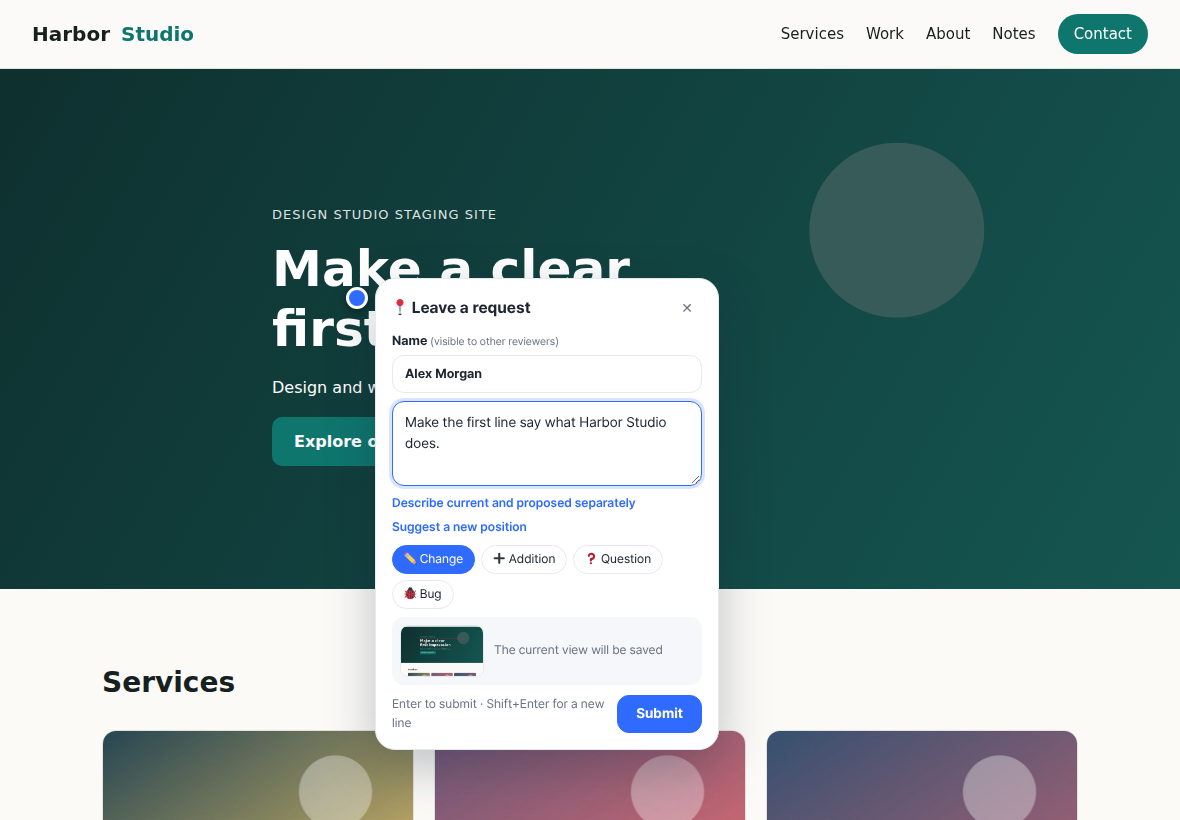 Harbor Studio
Services
Work
About
Notes
Contact
DESIGN STUDIO STAGING SITE
Make a clear
first
Design and
Explore
📍 Leave a request
×
Name (visible to other reviewers)
Alex Morgan
Make the first line say what Harbor Studio
does.
Describe current and proposed separately
Suggest a new position
✏️ Change
➕ Addition
❓ Question
🐞 Bug
The current view will be saved
Enter to submit · Shift+Enter for a new
line
Submit
Services